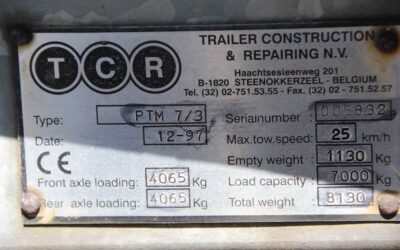 TCR
TRAILER CONSTRUCTION
& REPAIRING N.V.
Haachtsesteenweg 201
B-1820 STEENOKKERZEEL - BELGIUM
Tel. (32) 02-751.53.55 - Fax. (32) 02 - 751.52.57
Type: PTM 7/3 Serialnumber: 005832
Date: 12-97 Max.tow.speed: 25 km/h
CE Empty weight: 1130 Kg
Front axle loading: 4065 Kg Load capacity: 7000 Kg
Rear axle loading: 4065 Kg Total weight: 8130 Kg